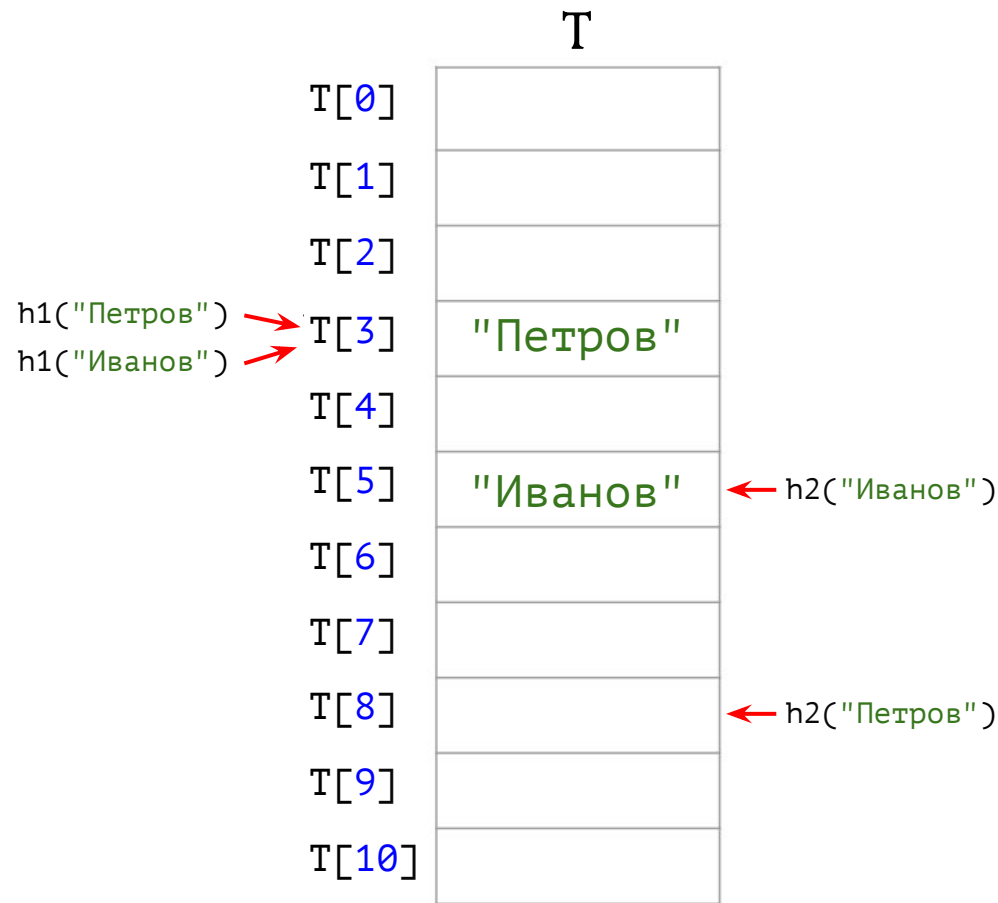 T
T[0]
T[1]
T[2]
h1("Петров")
T[3] "Петров"
h1("Иванов")
T[4]
T[5] "Иванов" h2("Иванов")
T[6]
T[7]
T[8] h2("Петров")
T[9]
T[10]